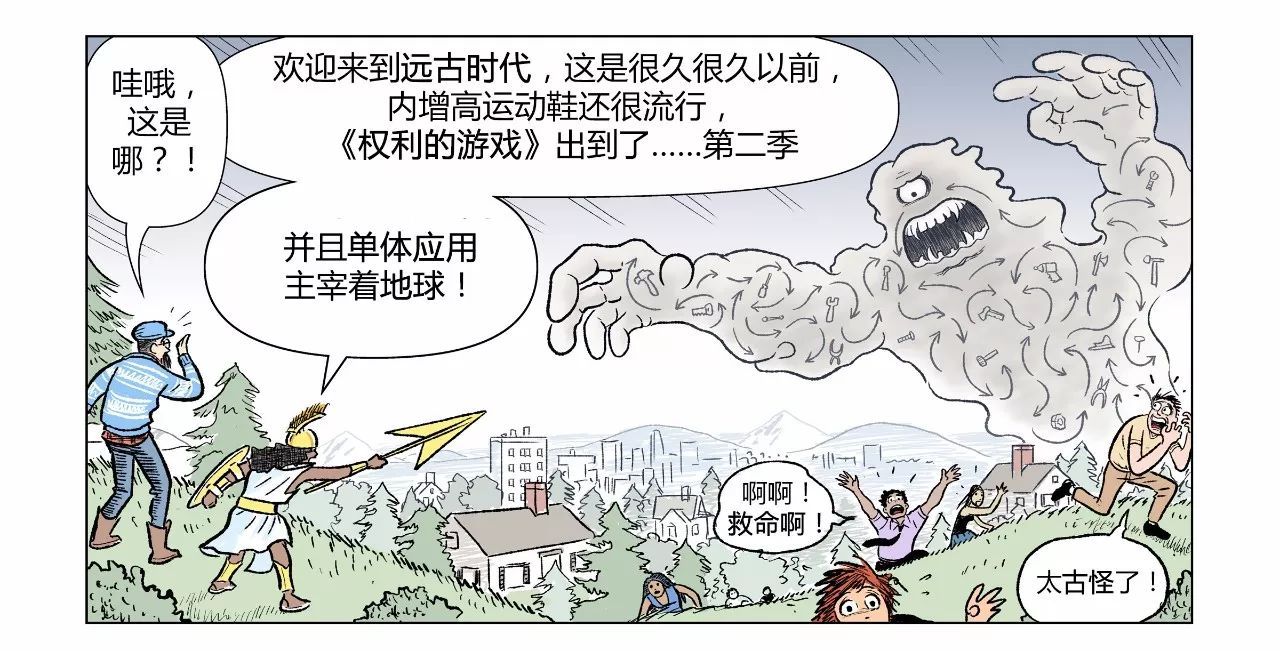 哇哦，
这是
哪？！
欢迎来到远古时代，这是很久很久以前，
内增高运动鞋还很流行，
《权利的游戏》出到了……第二季
并且单体应用
主宰着地球！
啊啊！
救命啊！
太古怪了！